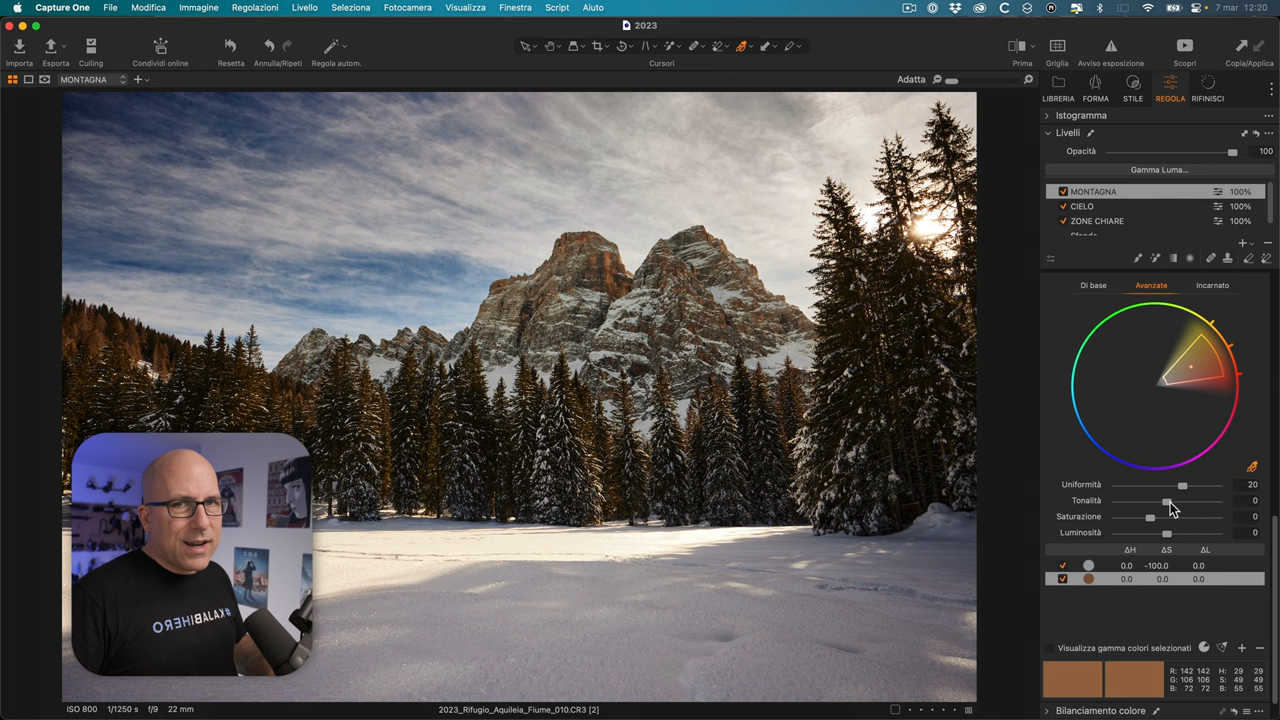 Capture One File Modifica Immagine Regolazioni Livello Seleziona Fotocamera Visualizza Finestra Script Aiuto 7 mar 12:20
2023
Importa Esporta Culling Condividi online Resetta Annulla/Ripeti Regola autom. Cursori Prima Griglia Avviso esposizione Scopri Copia/Applica
MONTAGNA Adatta
LIBRERIA FORMA STILE REGOLA RIFINISCI
Istogramma
Livelli
Opacità 100
Gamma Luma...
MONTAGNA 100%
CIELO 100%
ZONE CHIARE 100%
Di base Avanzate Incarnato
Uniformità 20
Tonalità 0
Saturazione 0
Luminosità 0
ΔH ΔS ΔL
0.0 -100.0 0.0
0.0 0.0 0.0
Visualizza gamma colori selezionati
R: 142 142 H: 29 29
G: 106 106 S: 49 49
B: 72 72 B: 55 55
Bilanciamento colore
#KAJABIHERO
ISO 800 1/1250 s f/9 22 mm
2023_Rifugio_Aquileia_Fiume_010.CR3 [2]